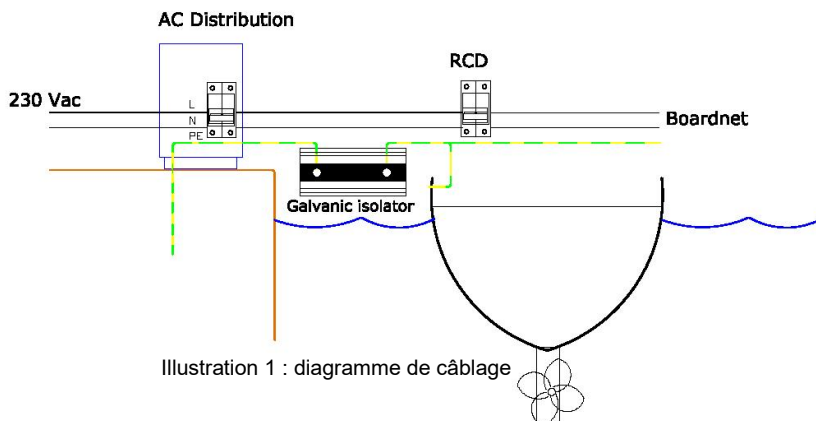 AC Distribution
RCD
230 Vac
L
N
PE
Boardnet
Galvanic isolator
Illustration 1 : diagramme de câblage